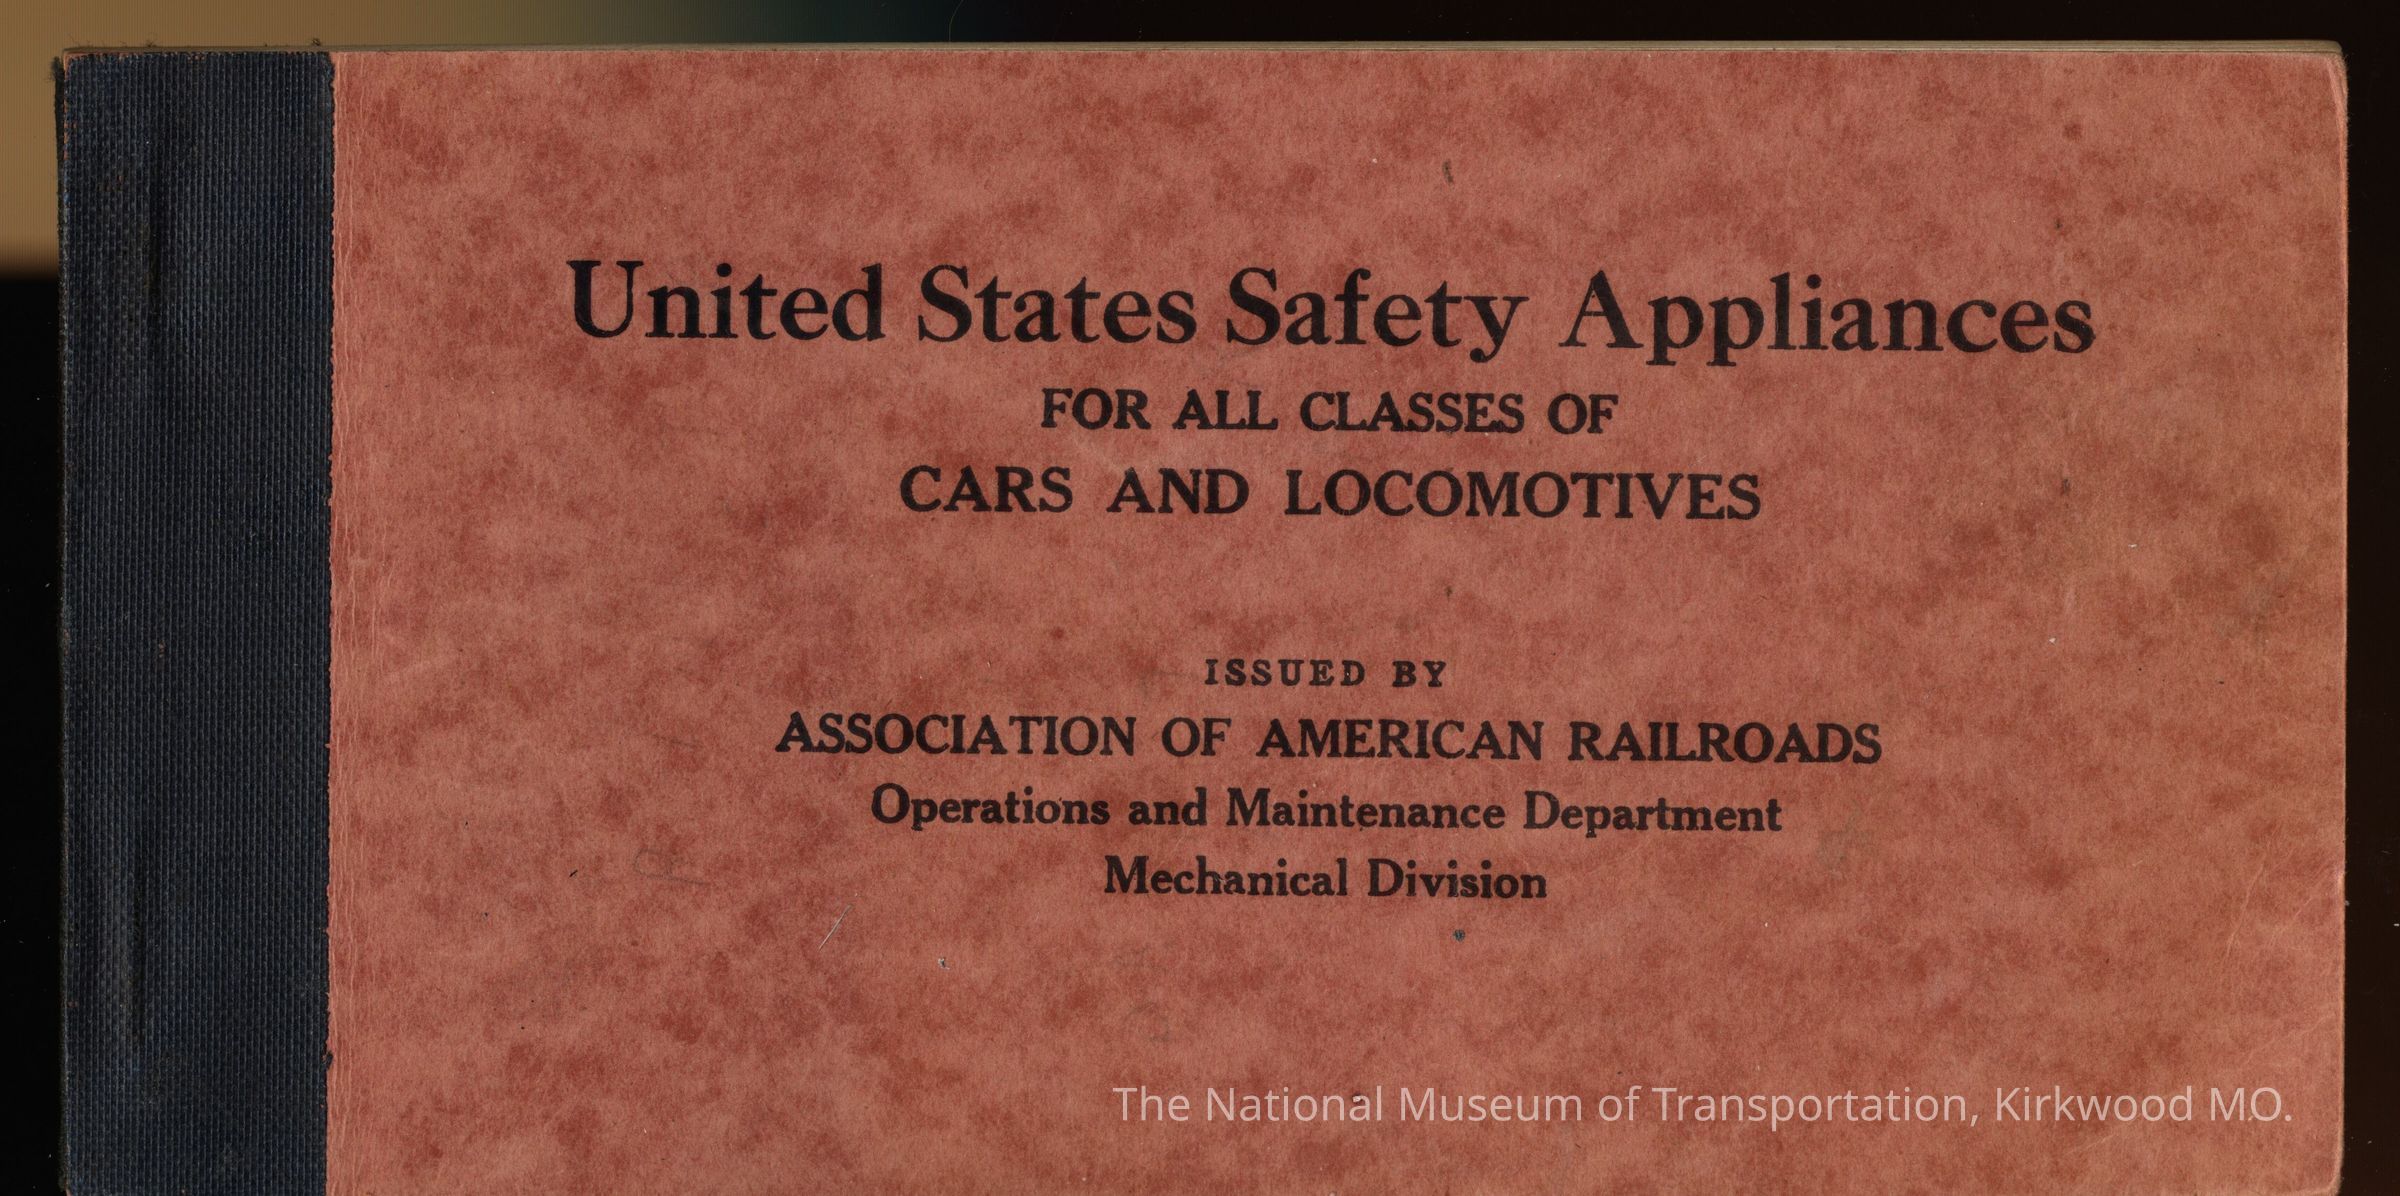 United States Safety Appliances
FOR ALL CLASSES OF
CARS AND LOCOMOTIVES
ISSUED BY
ASSOCIATION OF AMERICAN RAILROADS
Operations and Maintenance Department
Mechanical Division
The National Museum of Transportation, Kirkwood MO.